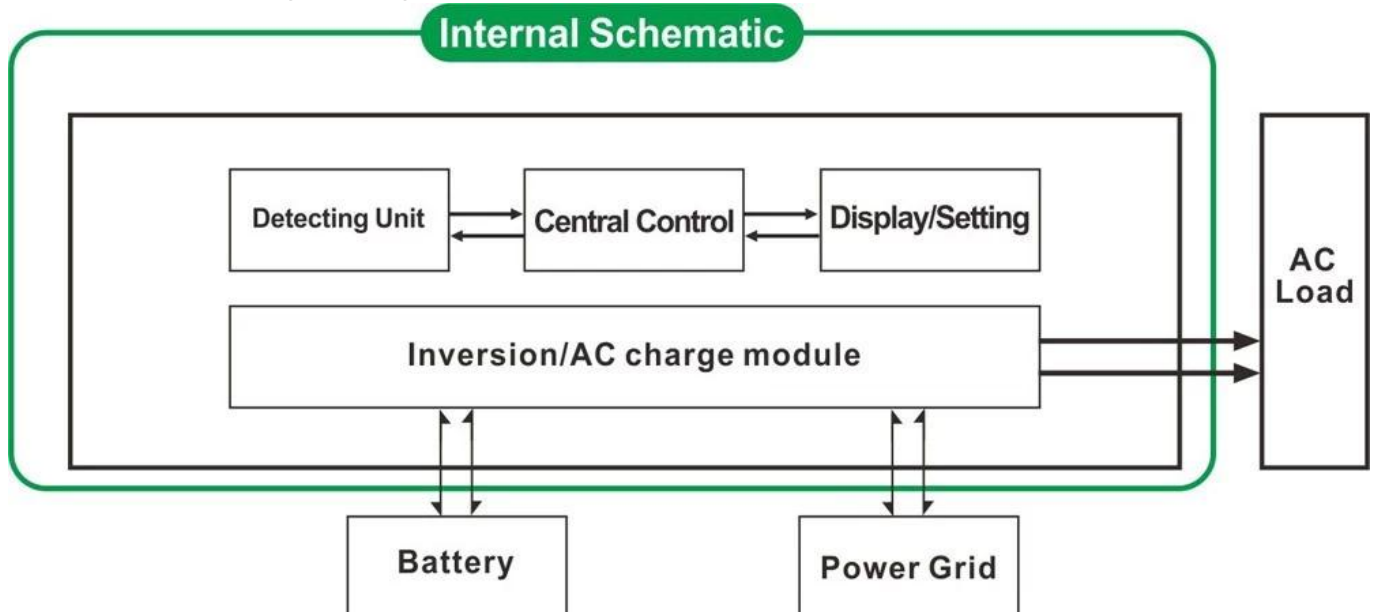 Internal Schematic
Detecting Unit
Central Control
Display/Setting
AC
Load
Inversion/AC charge module
Battery
Power Grid